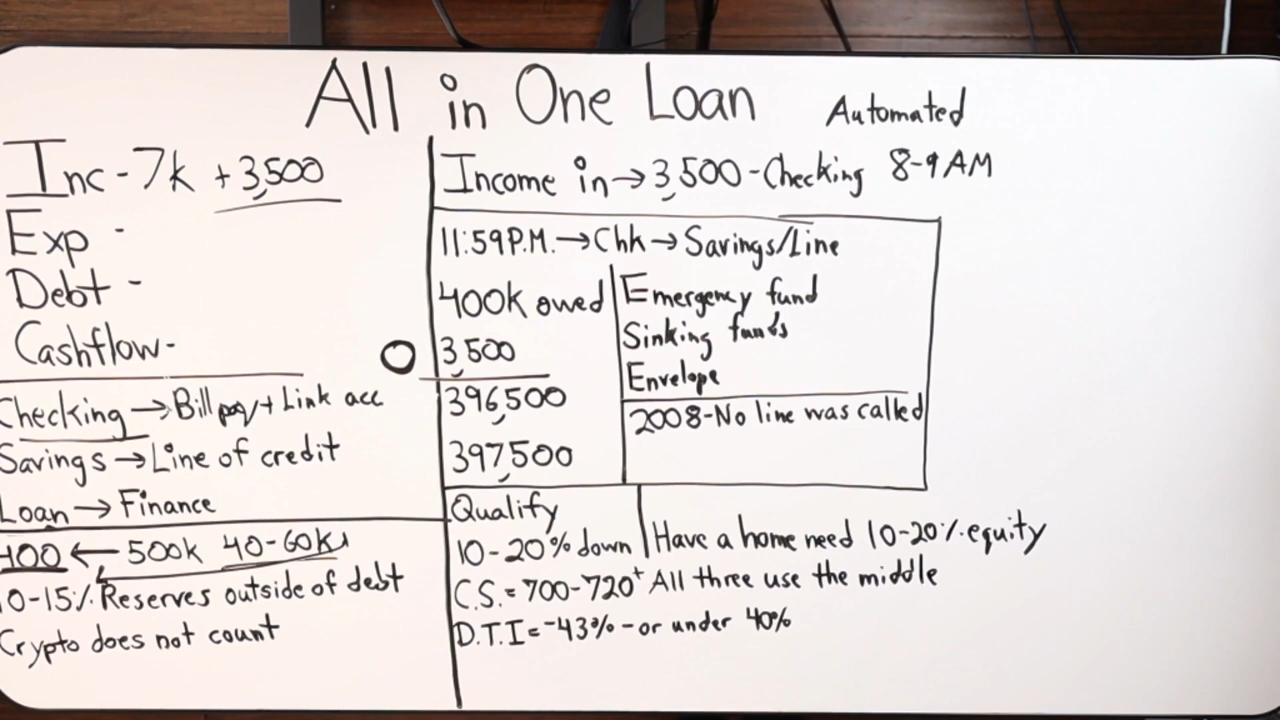 All in One Loan
Automated
Inc - 7k + 3,500
Exp -
Debt -
Cashflow-
Checking → Bill pay + Link acc
Savings → Line of credit
Loan → Finance
400 ← 500k 40-60k
10-15% Reserves outside of debt
Crypto does not count
Income in → 3,500 - Checking 8-9 AM
11:59 P.M. → Chk → Savings/Line
400k owed
3,500
396,500
397,500
Emergency fund
Sinking funds
Envelope
2008-No line was called
Qualify
10-20% down
Have a home need 10-20% equity
C.S. = 700-720+ All three use the middle
D.T.I = -43% - or under 40%